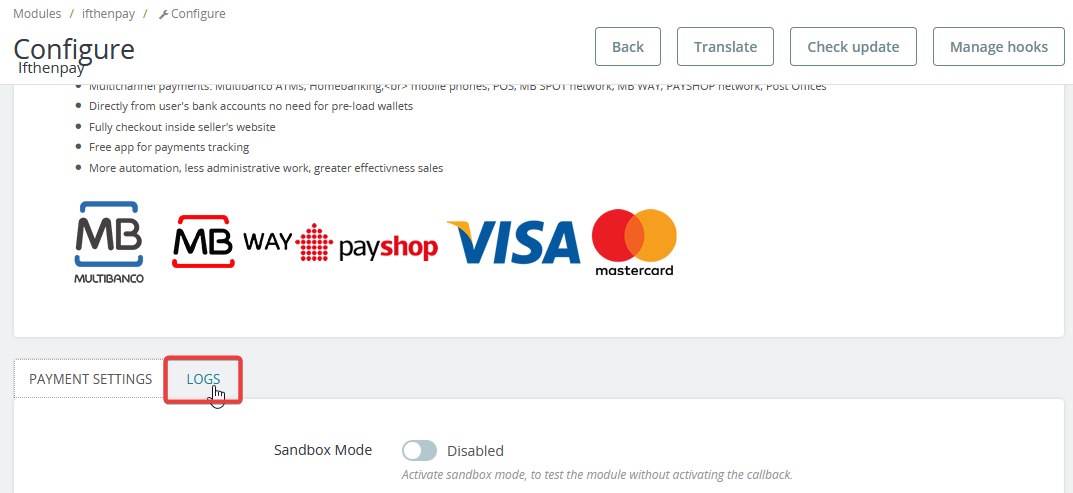 Modules / ifthenpay / Configure
Configure
Ifthenpay
Back
Translate
Check update
Manage hooks
Multichannel payments: Multibanco ATMs, Homebanking,<br> mobile phones, POS, MB SPOT network, MB WAY, PAYSHOP network, Post Offices
Directly from user's bank accounts no need for pre-load wallets
Fully checkout inside seller's website
Free app for payments tracking
More automation, less administrative work, greater effectivness sales
MB
MULTIBANCO
MB WAY
payshop
VISA
mastercard
PAYMENT SETTINGS
LOGS
Sandbox Mode
Disabled
Activate sandbox mode, to test the module without activating the callback.